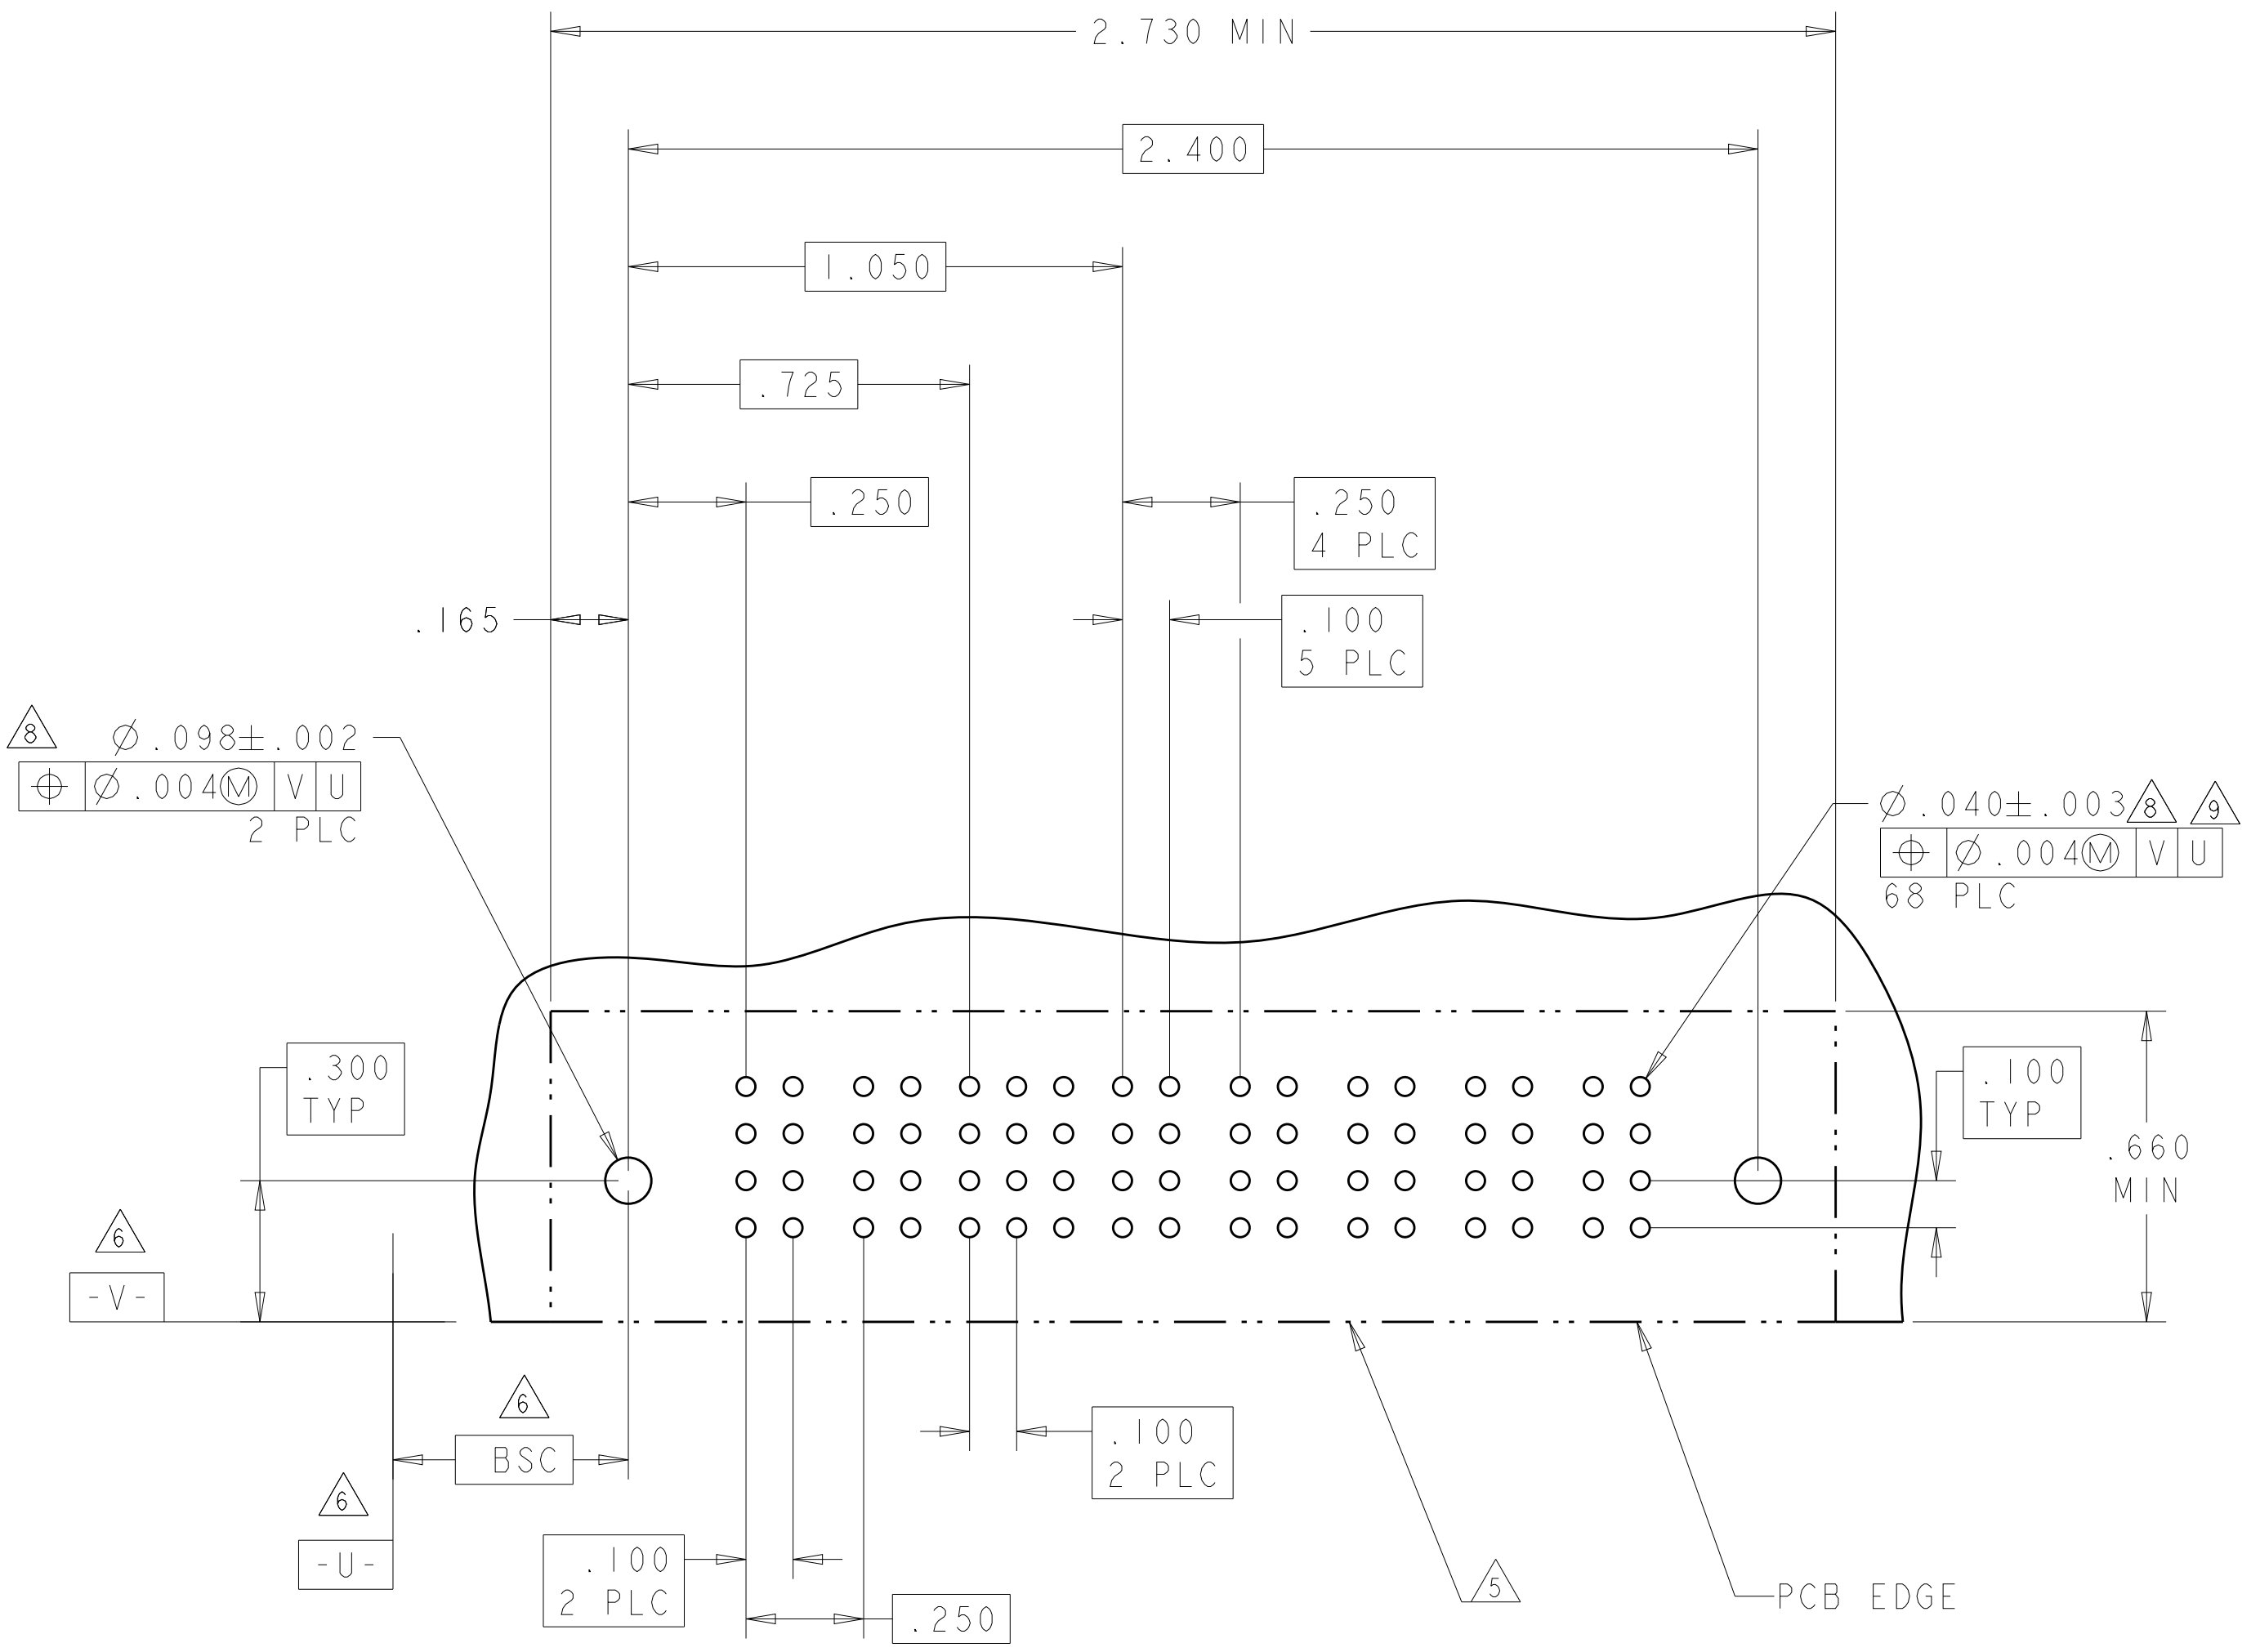 2.730 MIN
2.400
1.050
.725
.250
.250
4 PLC
.165
.100
5 PLC
8
Ø.098±.002
⌖ Ø.004Ⓜ V U
2 PLC
Ø.040±.003 8 9
⌖ Ø.004Ⓜ V U
68 PLC
.300
TYP
.100
TYP
.660
MIN
6
-V-
6
BSC
6
-U-
.100
2 PLC
.100
2 PLC
.250
5
PCB EDGE